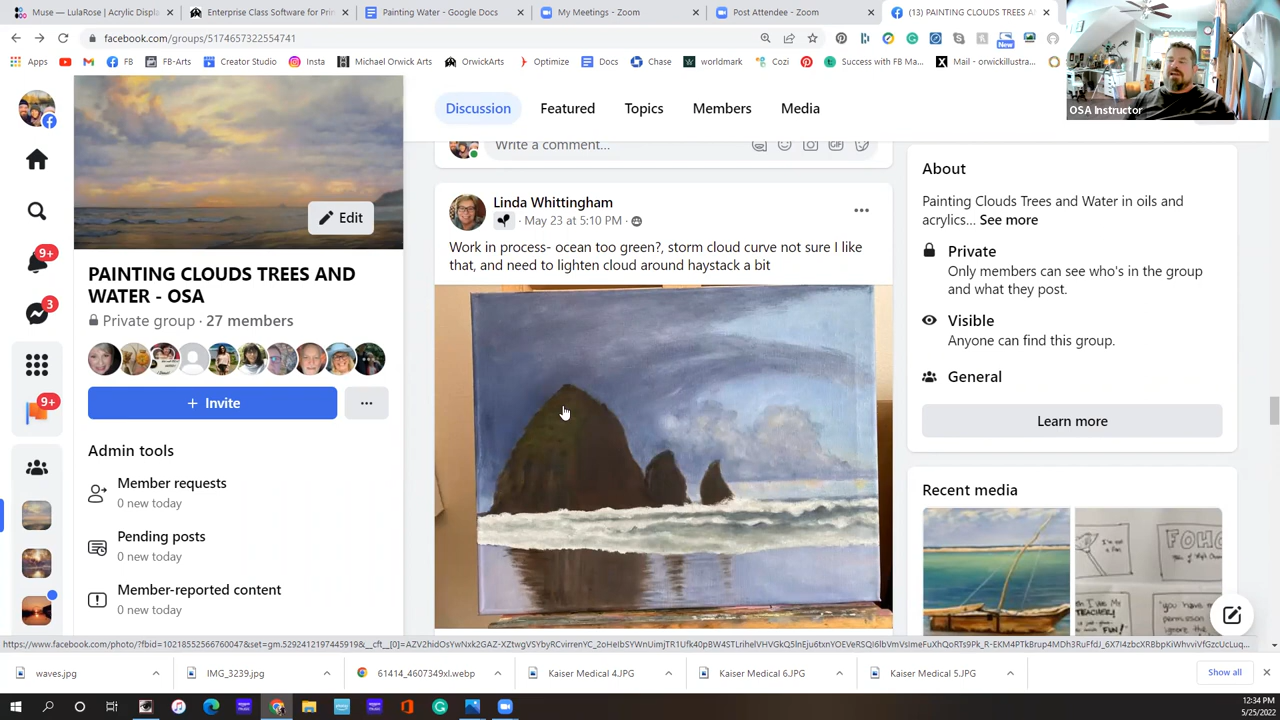 Muse — LulaRose | Acrylic Displa
Enterprise Class Software for Prin
Painting Water - Google Docs
My Meetings - Zoom
Post Attendee - Zoom
(13) PAINTING CLOUDS TREES A
facebook.com/groups/5174657322554741
New
Apps
FB
FB-Arts
Creator Studio
Insta
Michael Orwick Art
OrwickArts
Optimize
Docs
Chase
worldmark
Cozi
Success with FB Ma...
Mail - orwickillustra...
OSA Instructor
Discussion
Featured
Topics
Members
Media
Write a comment...
GIF
Edit
PAINTING CLOUDS TREES AND
WATER - OSA
Private group · 27 members
+ Invite
Admin tools
Member requests
0 new today
Pending posts
0 new today
Member-reported content
0 new today
9+
3
9+
Linda Whittingham
May 23 at 5:10 PM ·
Work in process- ocean too green?, storm cloud curve not sure I like
that, and need to lighten cloud around haystack a bit
About
Painting Clouds Trees and Water in oils and
acrylics... See more
Private
Only members can see who's in the group
and what they post.
Visible
Anyone can find this group.
General
Learn more
Recent media
waves.jpg
IMG_3239.jpg
61414_4607349xl.webp
Kaiser Medical 4.JPG
Kaiser Medical 6.JPG
Kaiser Medical 5.JPG
Show all
12:34 PM
5/25/2022